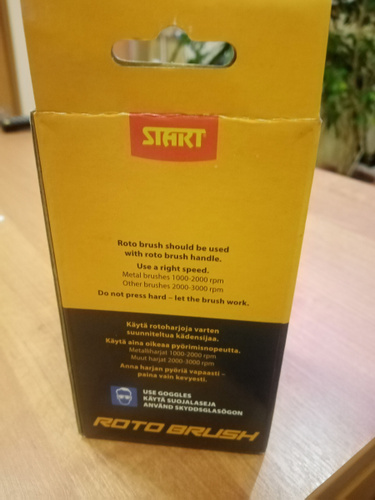 START
Roto brush should be used
with roto brush handle.
Use a right speed.
Metal brushes 1000-2000 rpm
Other brushes 2000-3000 rpm
Do not press hard – let the brush work.
Käytä rotoharjoja varten
suunniteltua kädensijaa.
Käytä aina oikeaa pyörimisnopeutta.
Metalliharjat 1000-2000 rpm
Muut harjat 2000-3000 rpm
Anna harjan pyöriä vapaasti –
paina vain kevyesti.
USE GOGGLES
KÄYTÄ SUOJALASEJA
ANVÄND SKYDDSGLASÖGON
ROTO BRUSH